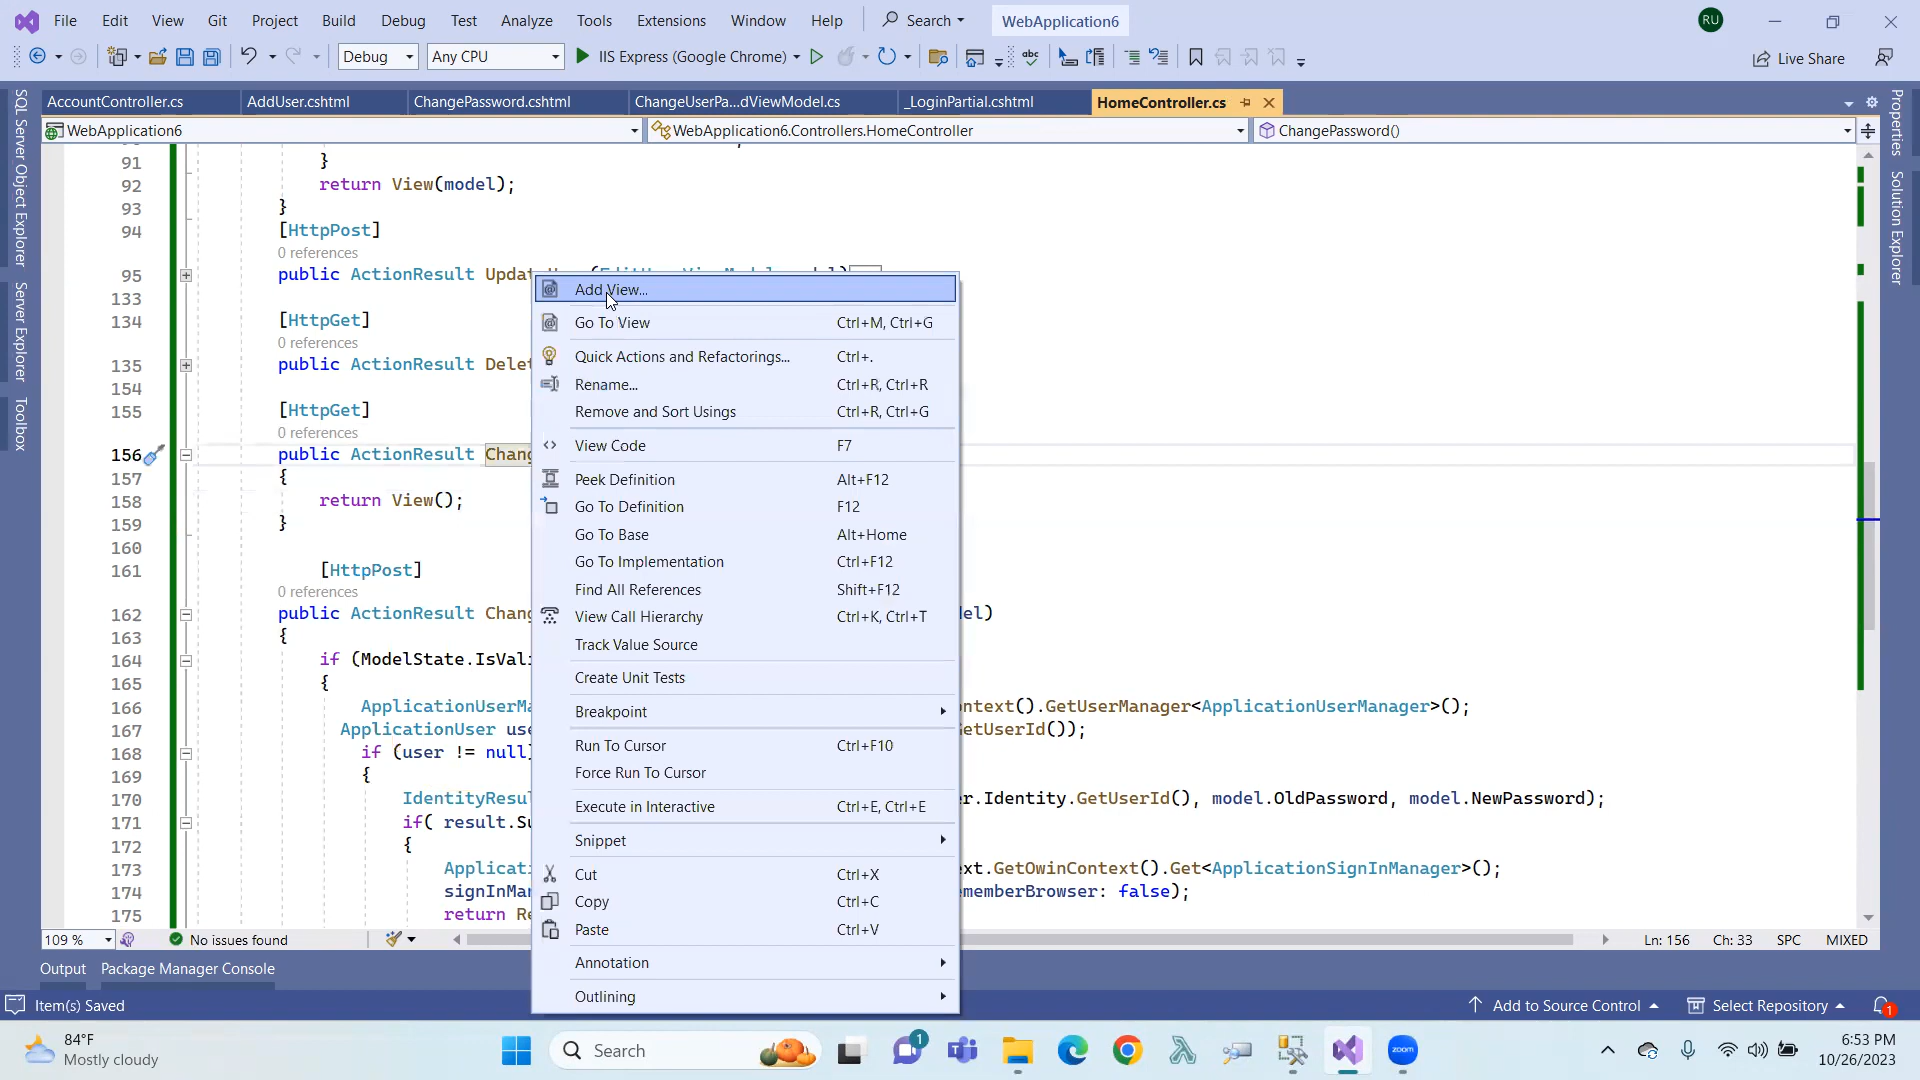 File Edit View Git Project Build Debug Test Analyze Tools Extensions Window Help Search WebApplication6 RU
Debug Any CPU IIS Express (Google Chrome) Live Share
AccountController.cs AddUser.cshtml ChangePassword.cshtml ChangeUserPa...dViewModel.cs _LoginPartial.cshtml HomeController.cs
WebApplication6 WebApplication6.Controllers.HomeController ChangePassword()
SQL Server Object Explorer
Server Explorer
Toolbox
Properties
Solution Explorer
91 }
92 return View(model);
93 }
94 [HttpPost]
0 references
95 public ActionResult
133
134 [HttpGet]
0 references
135 public ActionResult Delet
154
155 [HttpGet]
0 references
156 public ActionResult Chang
157 {
158 return View();
159 }
160
161 [HttpPost]
0 references
162 public ActionResult Chang el)
163 {
164 if (ModelState.IsVali
165 {
166 ApplicationUserMa ntext().GetUserManager<ApplicationUserManager>();
167 ApplicationUser use GetUserId());
168 if (user != null)
169 {
170 IdentityResul r.Identity.GetUserId(), model.OldPassword, model.NewPassword);
171 if( result.Su
172 {
173 Applicati xt.GetOwinContext().Get<ApplicationSignInManager>();
174 signInMan ememberBrowser: false);
175 return Re
Add View...
Go To View Ctrl+M, Ctrl+G
Quick Actions and Refactorings... Ctrl+.
Rename... Ctrl+R, Ctrl+R
Remove and Sort Usings Ctrl+R, Ctrl+G
View Code F7
Peek Definition Alt+F12
Go To Definition F12
Go To Base Alt+Home
Go To Implementation Ctrl+F12
Find All References Shift+F12
View Call Hierarchy Ctrl+K, Ctrl+T
Track Value Source
Create Unit Tests
Breakpoint
Run To Cursor Ctrl+F10
Force Run To Cursor
Execute in Interactive Ctrl+E, Ctrl+E
Snippet
Cut Ctrl+X
Copy Ctrl+C
Paste Ctrl+V
Annotation
Outlining
109 % No issues found Ln: 156 Ch: 33 SPC MIXED
Output Package Manager Console
Item(s) Saved Add to Source Control Select Repository 1
84°F
Mostly cloudy
Search
1
zoom
6:53 PM
10/26/2023